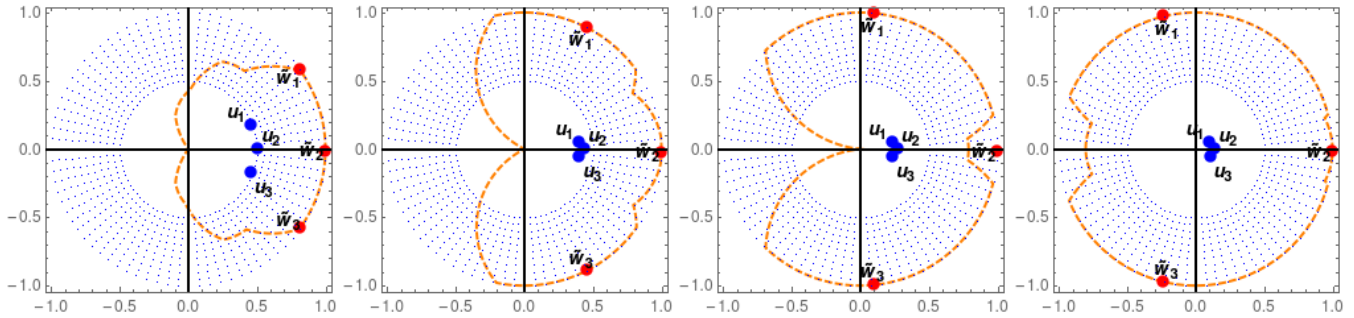 1.0 1.0 1.0 1.0
w̃₁ w̃₁ w̃₁ w̃₁
0.5 0.5 0.5 0.5
u₁ u₂ u₁ u₂ u₁ u₂ u₁ u₂
0.0 w̃₂ 0.0 w̃₂ 0.0 w̃₂ 0.0 w̃₂
u₃ u₃ u₃ u₃
−0.5 −0.5 −0.5 −0.5
w̃₃ w̃₃ w̃₃ w̃₃
−1.0 −1.0 −1.0 −1.0
−1.0 −0.5 0.0 0.5 1.0 −1.0 −0.5 0.0 0.5 1.0 −1.0 −0.5 0.0 0.5 1.0 −1.0 −0.5 0.0 0.5 1.0